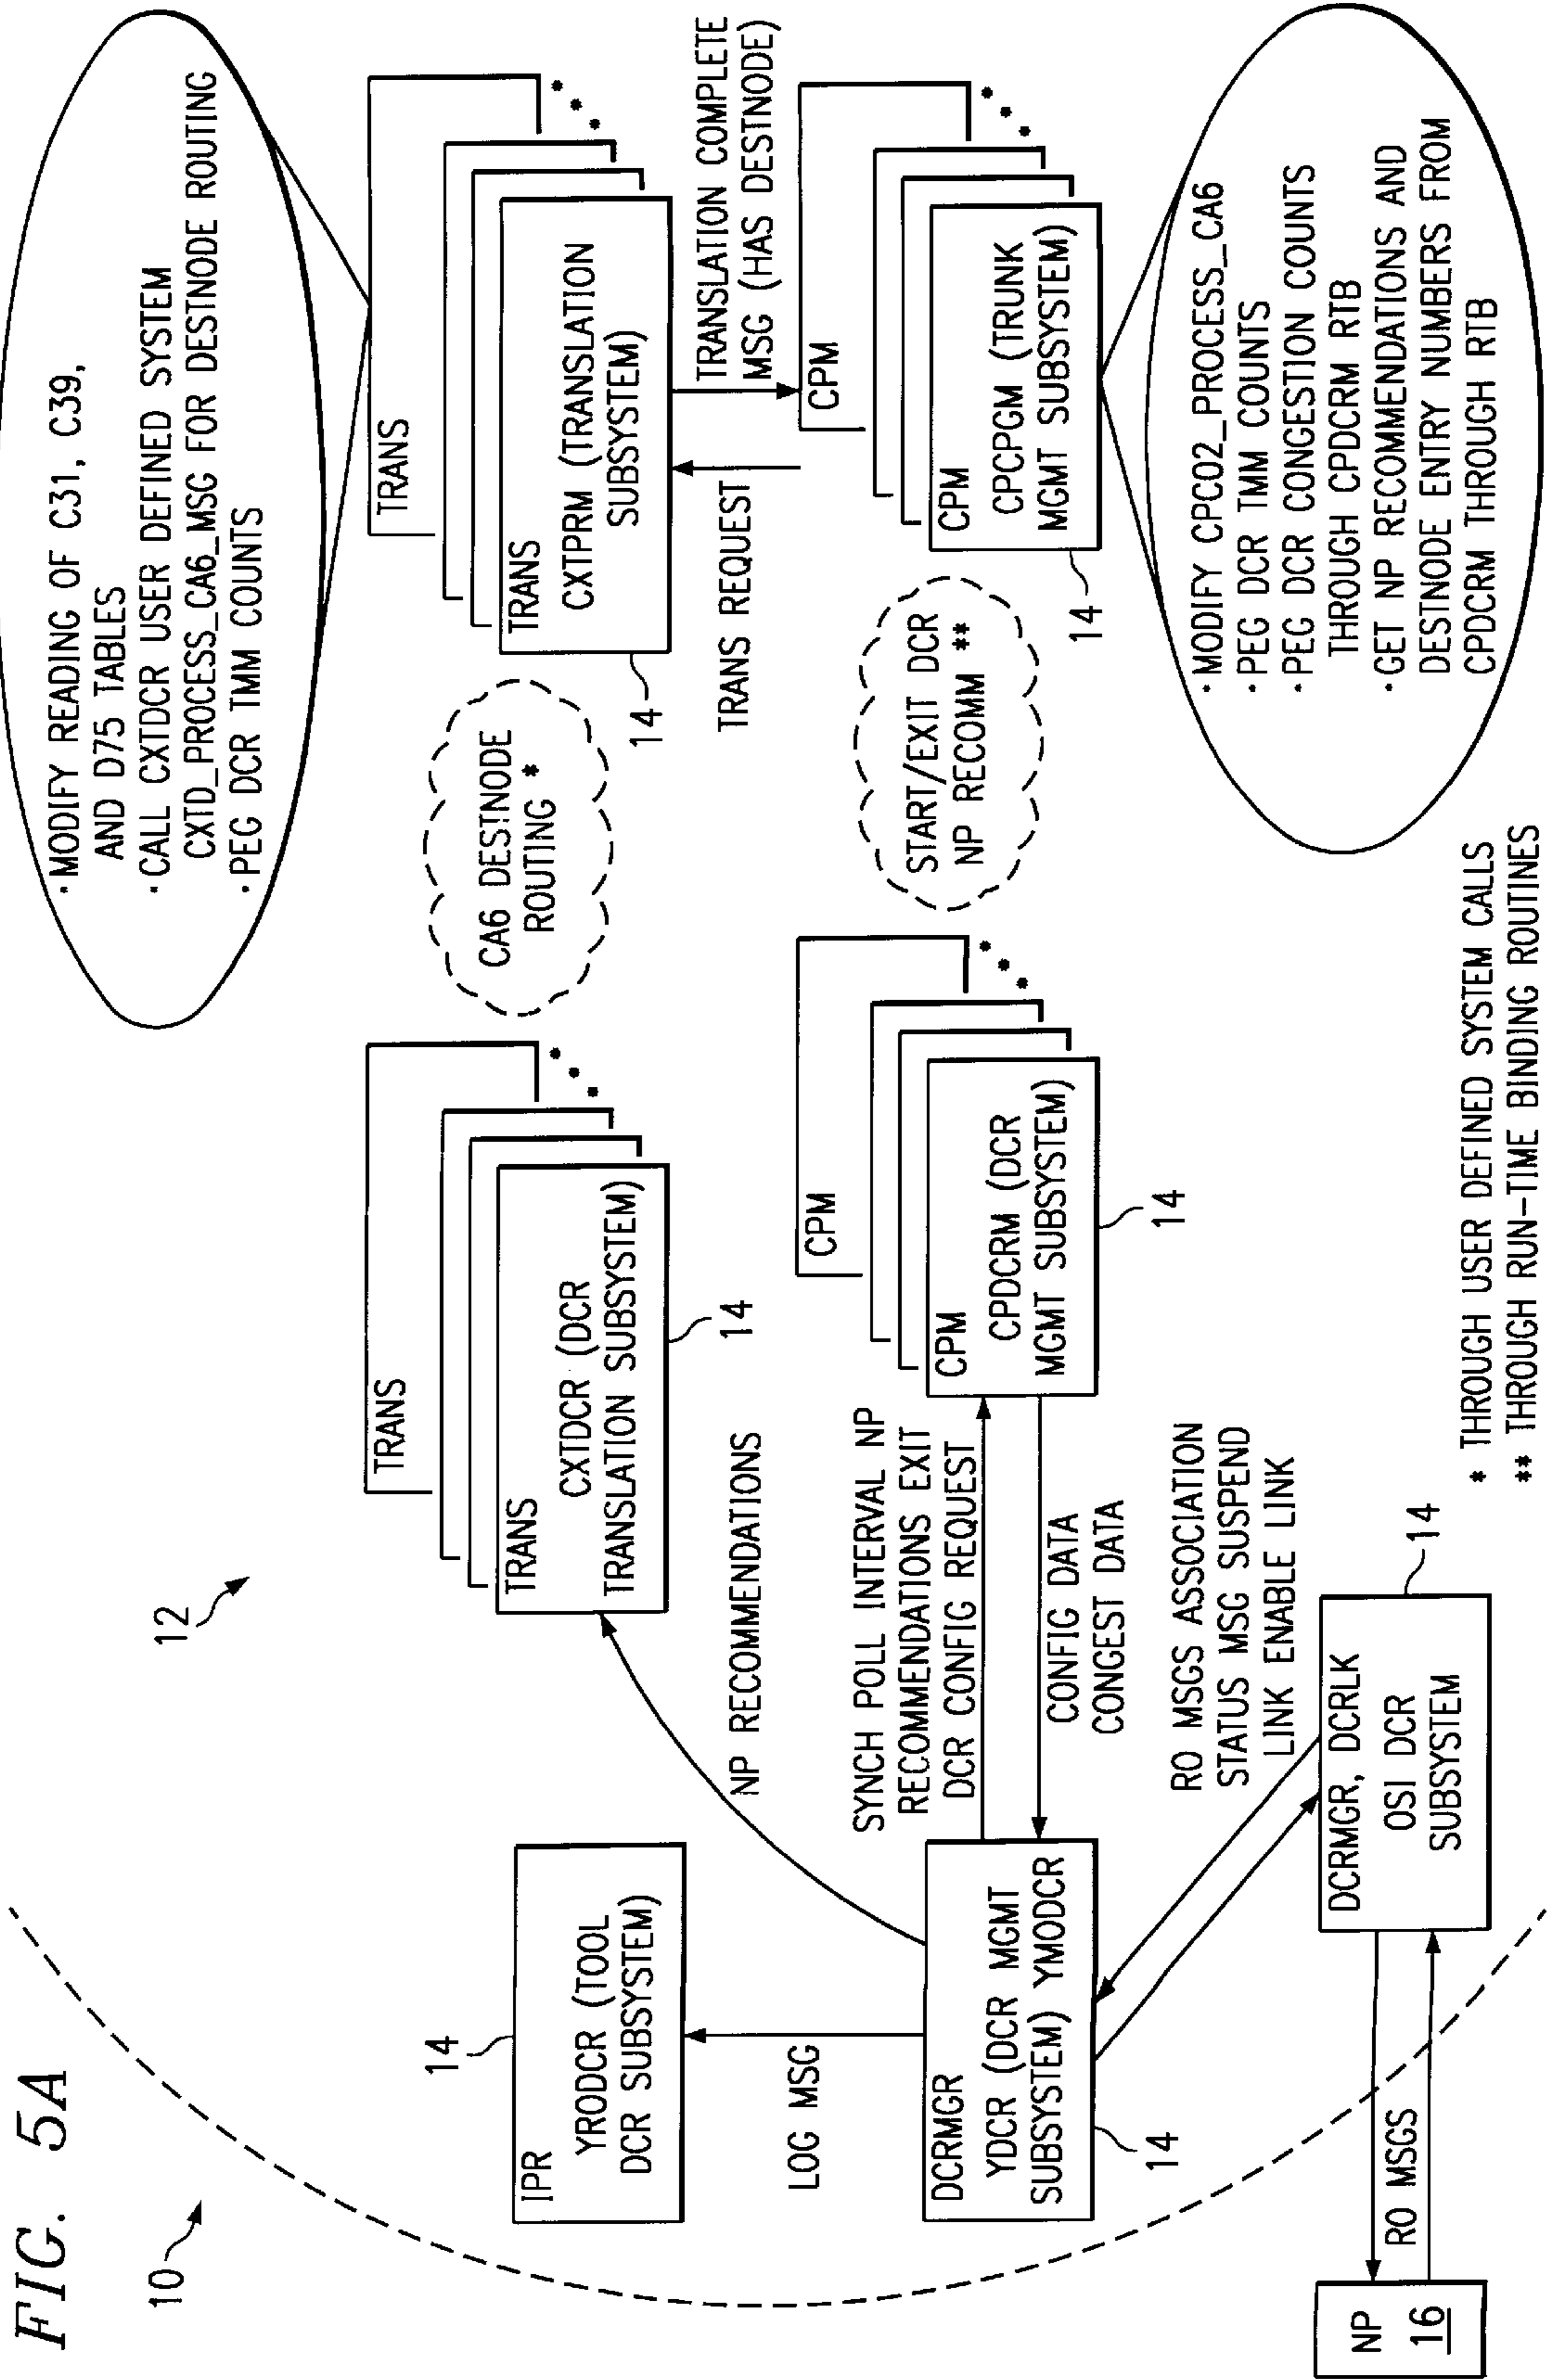 FIG. 5A
10
12
· MODIFY READING OF C31, C39,
AND D75 TABLES
· CALL CXTDCR USER DEFINED SYSTEM
CXTD_PROCESS_CA6_MSG FOR DESTNODE ROUTING
· PEG DCR TMM COUNTS
14
IPR
YRODCR (TOOL
DCR SUBSYSTEM)
LOG MSG
DCRMGR
YDCR (DCR MGMT
SUBSYSTEM) YMODCR
14
NP RECOMMENDATIONS
TRANS
TRANS
CXTDCR (DCR
TRANSLATION SUBSYSTEM)
14
CA6 DESTNODE
ROUTING *
TRANS
TRANS
CXTPRM (TRANSLATION
SUBSYSTEM)
14
TRANS REQUEST
TRANSLATION COMPLETE
MSG (HAS DESTNODE)
SYNCH POLL INTERVAL NP
RECOMMENDATIONS EXIT
DCR CONFIG REQUEST
CONFIG DATA
CONGEST DATA
CPM
CPM
CPDCRM (DCR
MGMT SUBSYSTEM)
14
START/EXIT DCR
NP RECOMM **
CPM
CPM
CPCPGM (TRUNK
MGMT SUBSYSTEM)
14
· MODIFY CPC02_PROCESS_CA6
· PEG DCR TMM COUNTS
· PEG DCR CONGESTION COUNTS
THROUGH CPDCRM RTB
· GET NP RECOMMENDATIONS AND
DESTNODE ENTRY NUMBERS FROM
CPDCRM THROUGH RTB
RO MSGS ASSOCIATION
STATUS MSG SUSPEND
LINK ENABLE LINK
DCRMGR, DCRLK
OSI DCR
SUBSYSTEM
14
NP
16
RO MSGS
* THROUGH USER DEFINED SYSTEM CALLS
** THROUGH RUN-TIME BINDING ROUTINES